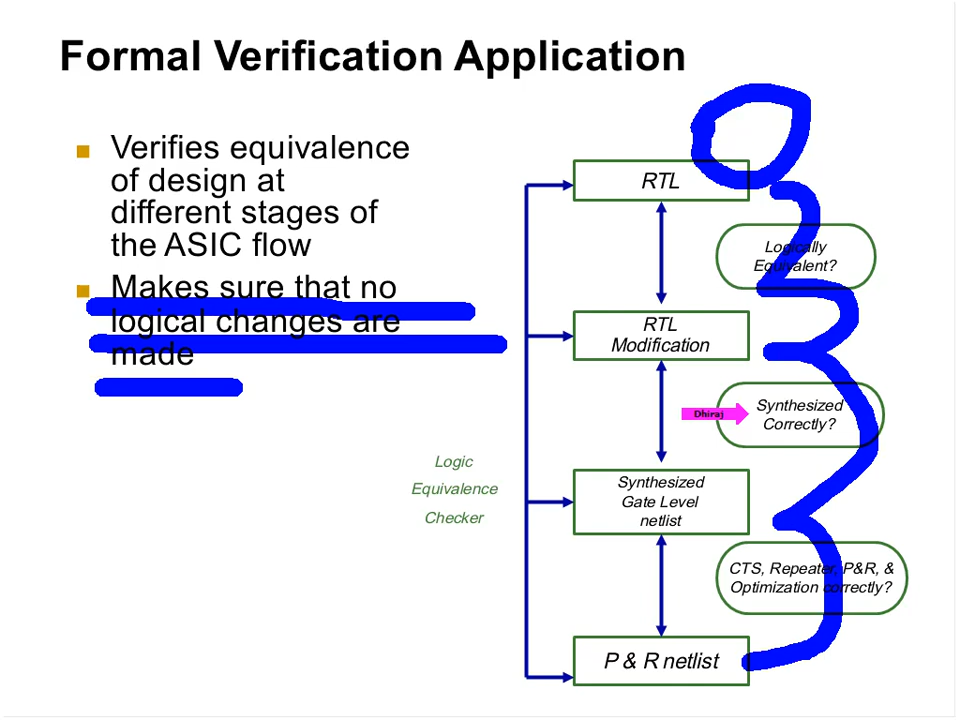 Formal Verification Application
Verifies equivalence
of design at
different stages of
the ASIC flow
Makes sure that no
logical changes are
made
Logic
Equivalence
Checker
RTL
Logically
Equivalent?
RTL
Modification
Dhiraj
Synthesized
Correctly?
Synthesized
Gate Level
netlist
CTS, Repeater, P&R, &
Optimization correctly?
P & R netlist